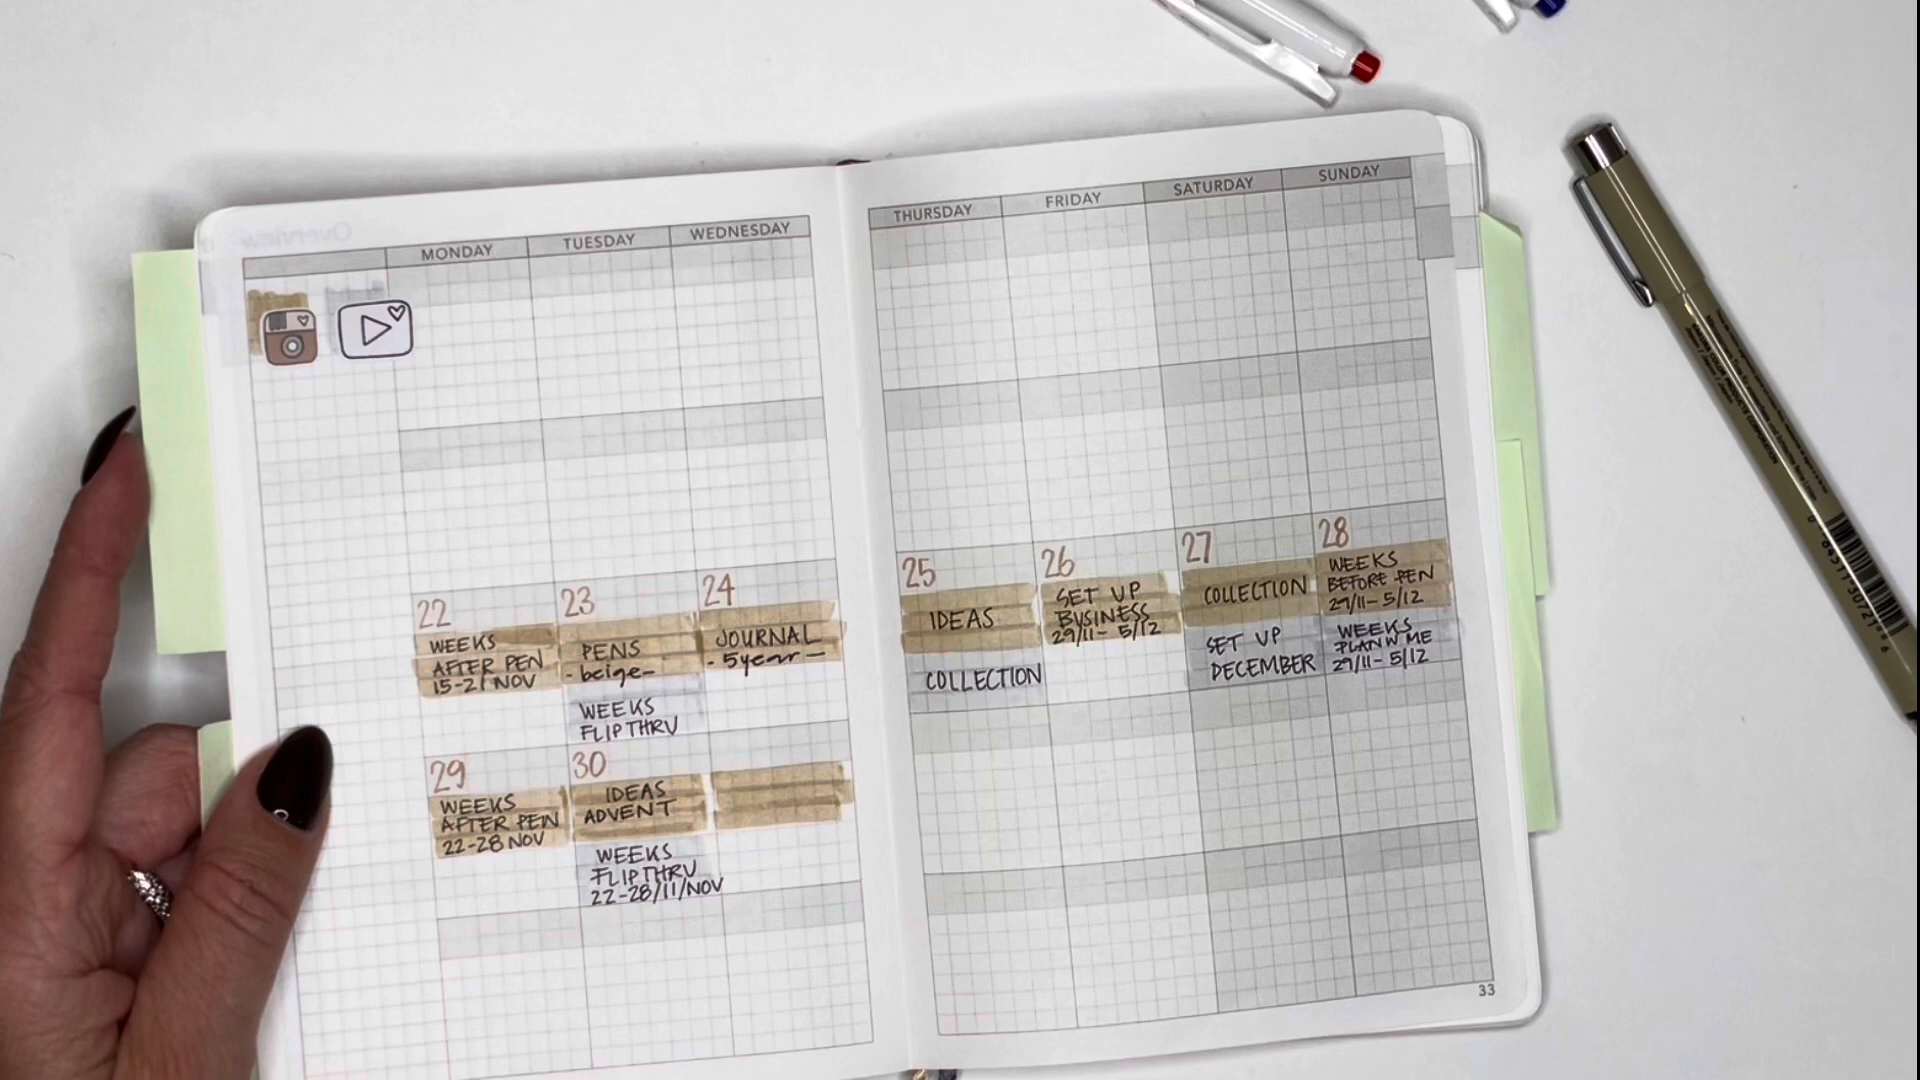 MONDAY
TUESDAY
WEDNESDAY
THURSDAY
FRIDAY
SATURDAY
SUNDAY
22
WEEKS
AFTER PEN
15-21 NOV
23
PENS
- beige -
WEEKS
FLIP THRU
24
JOURNAL
- 5 year -
25
IDEAS
COLLECTION
26
SET UP
BUSINESS
29/11- 5/12
27
COLLECTION
SET UP
DECEMBER
28
WEEKS
BEFORE PEN
29/11- 5/12
WEEKS
PLAN W ME
29/11- 5/12
29
WEEKS
AFTER PEN
22-28 NOV
30
IDEAS
ADVENT
WEEKS
FLIP THRU
22-28/11/NOV
33